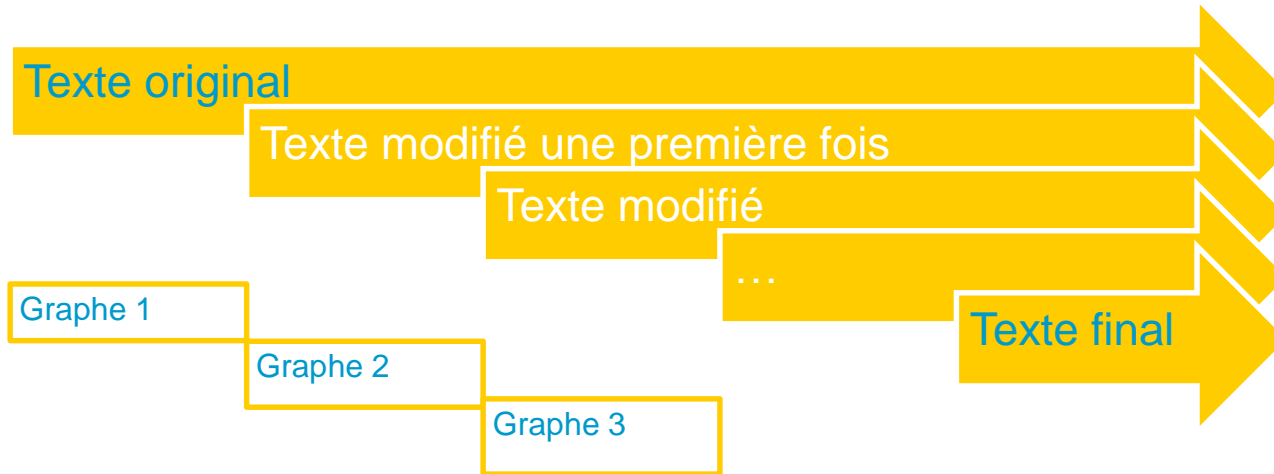 Texte original
Texte modifié une première fois
Texte modifié
…
Texte final
Graphe 1
Graphe 2
Graphe 3